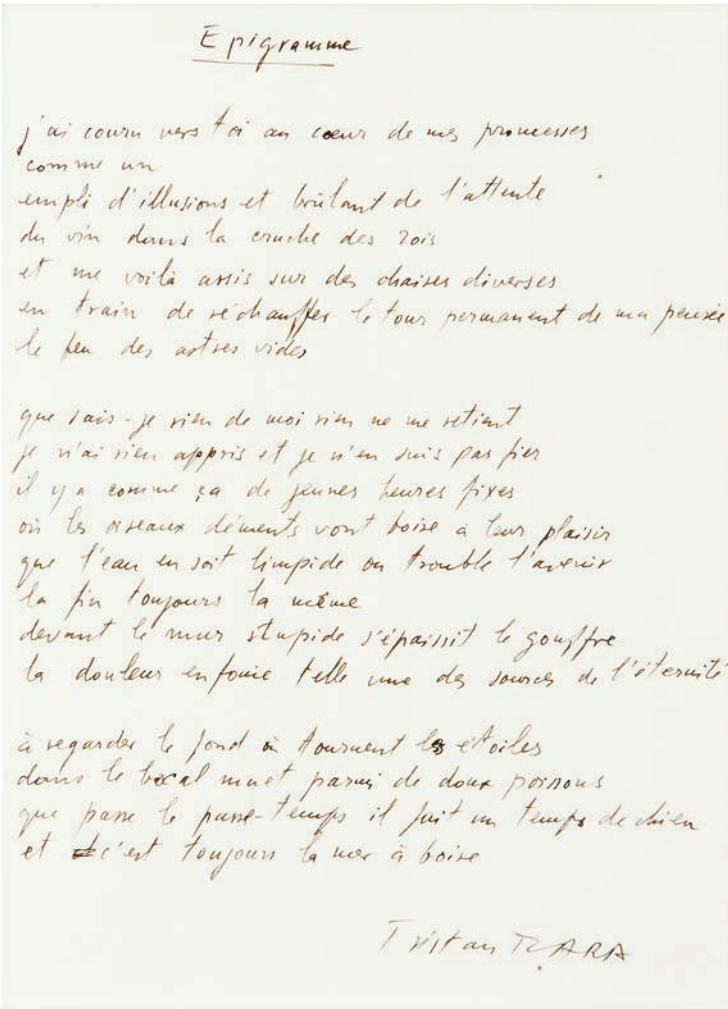 Epigramme
j'ai couru vers toi au cœur de mes promesses
comme un
empli d'illusions et brûlant de l'attente
du vin dans la cruche des rois
et me voilà assis sur des chaises diverses
en train de réchauffer le tour permanent de ma pensée
le feu des astres vides
que sais-je rien de moi rien ne me retient
je n'ai rien appris et je n'en suis pas fier
il y a comme ça de jeunes heures fixes
où les oiseaux déments vont boire à leur plaisir
que l'eau en soit limpide ou trouble l'avenir
la fin toujours la même
devant le mur stupide s'épaissit le gouffre
la douleur enfouie telle une des sources de l'éternité
à regarder le fond où tournent les étoiles
dans le bocal muet parmi de doux poissons
que passe le passe-temps il fait un temps de chien
et c'est toujours la mer à boire
Tristan TZARA